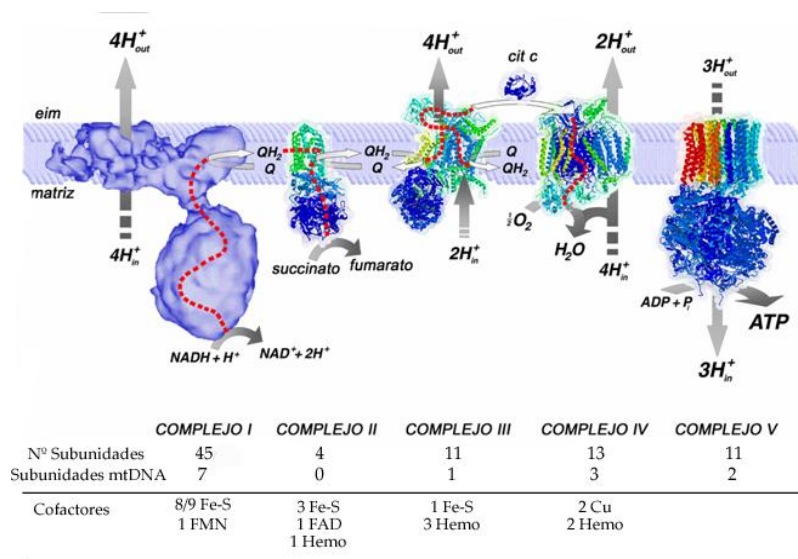 4H⁺out
4H⁺out
cit c
2H⁺out
3H⁺out
eim
QH₂
Q
QH₂
Q
Q
QH₂
matriz
½O₂
H₂O
4H⁺in
succinato
fumarato
2H⁺in
4H⁺in
ADP + Pi
ATP
NADH + H⁺
NAD⁺+ 2H⁺
3H⁺in
COMPLEJO I COMPLEJO II COMPLEJO III COMPLEJO IV COMPLEJO V
Nº Subunidades 45 4 11 13 11
Subunidades mtDNA 7 0 1 3 2
Cofactores 8/9 Fe-S 3 Fe-S 1 Fe-S 2 Cu
1 FMN 1 FAD 3 Hemo 2 Hemo
1 Hemo